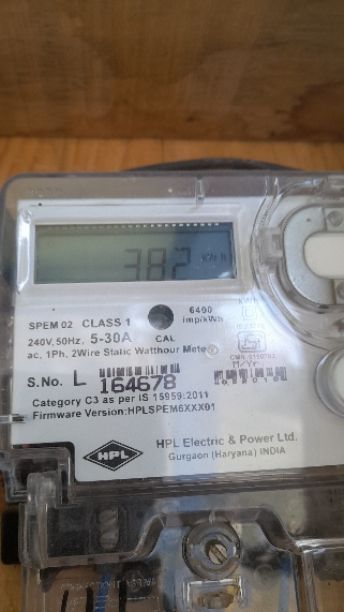 382 kWh
SPEM 02 CLASS 1
6400 imp/kWh
240V, 50Hz, 5-30A CAL
ac, 1Ph, 2Wire Static Watthour Meter
S.No. L 164678
Category C3 as per IS 15959:2011
Firmware Version:HPLSPEM6XXX01
HPL
HPL Electric & Power Ltd.
Gurgaon (Haryana) INDIA